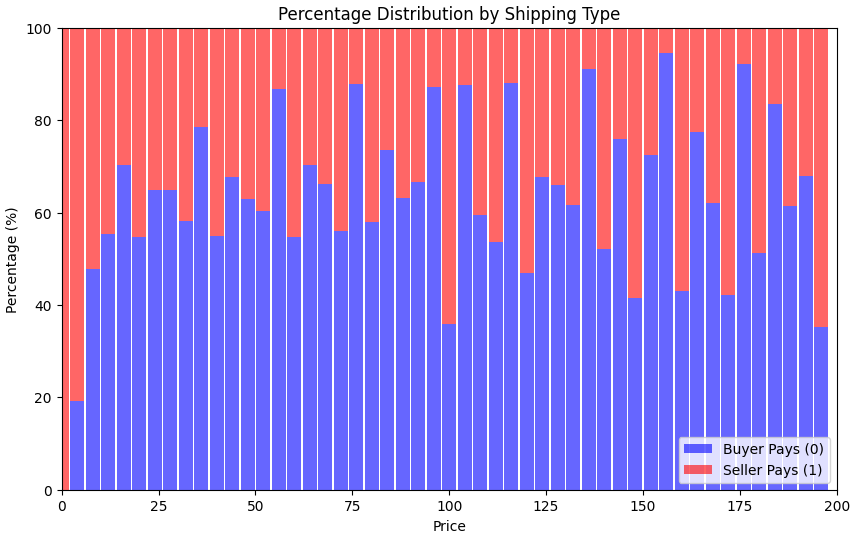 Percentage Distribution by Shipping Type
Percentage (%)
100
80
60
40
20
0
Buyer Pays (0)
Seller Pays (1)
0 25 50 75 100 125 150 175 200
Price